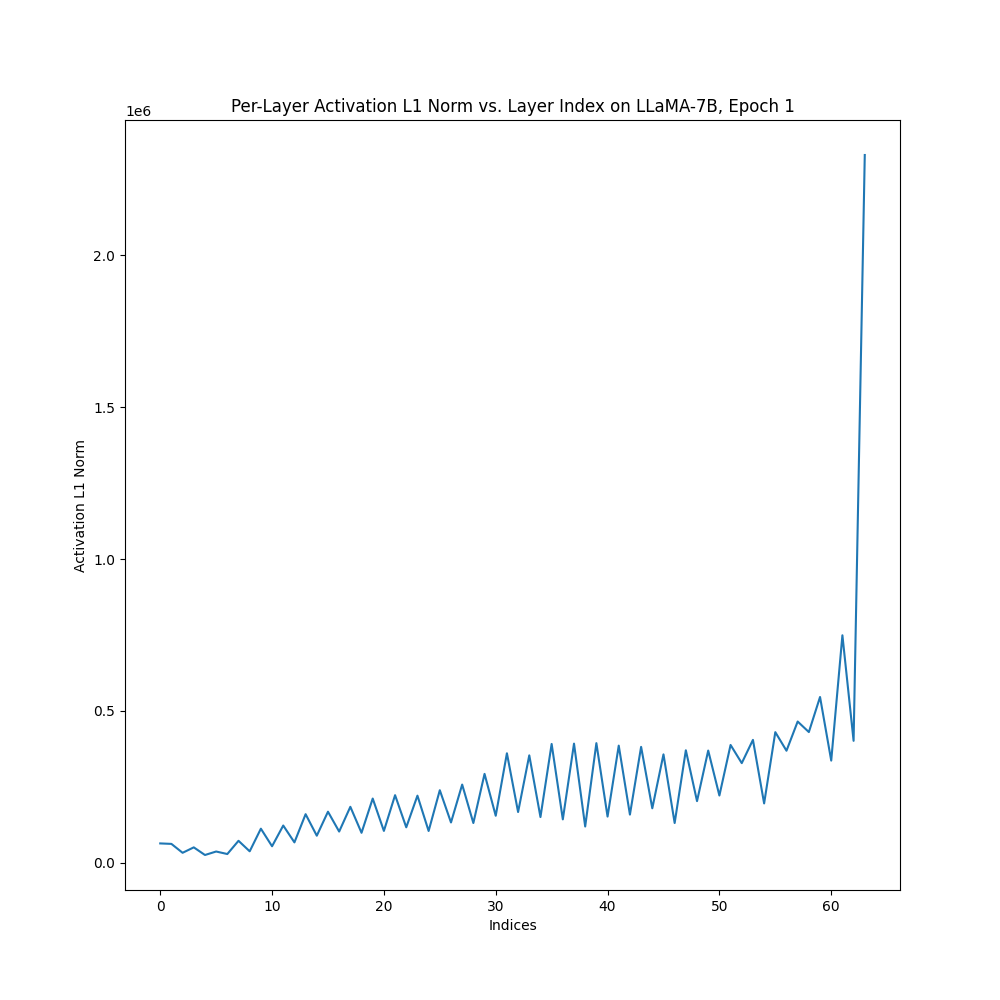 Per-Layer Activation L1 Norm vs. Layer Index on LLaMA-7B, Epoch 1
1e6
2.0
1.5
1.0
0.5
0.0
Activation L1 Norm
0 10 20 30 40 50 60
Indices